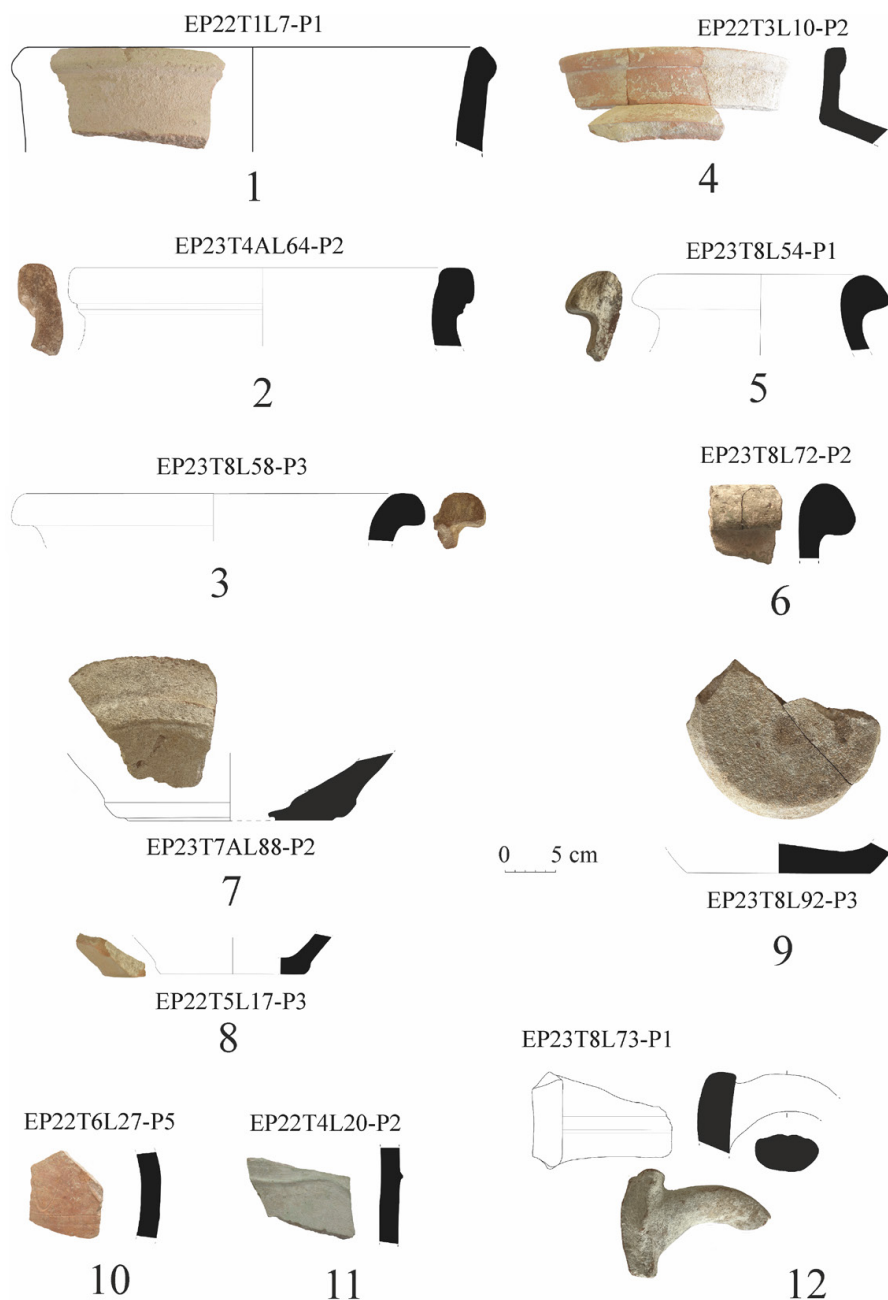 EP22T1L7-P1
1
EP22T3L10-P2
4
EP23T4AL64-P2
2
EP23T8L54-P1
5
EP23T8L58-P3
3
EP23T8L72-P2
6
EP23T7AL88-P2
7
0 5 cm
EP23T8L92-P3
9
EP22T5L17-P3
8
EP23T8L73-P1
12
EP22T6L27-P5
10
EP22T4L20-P2
11